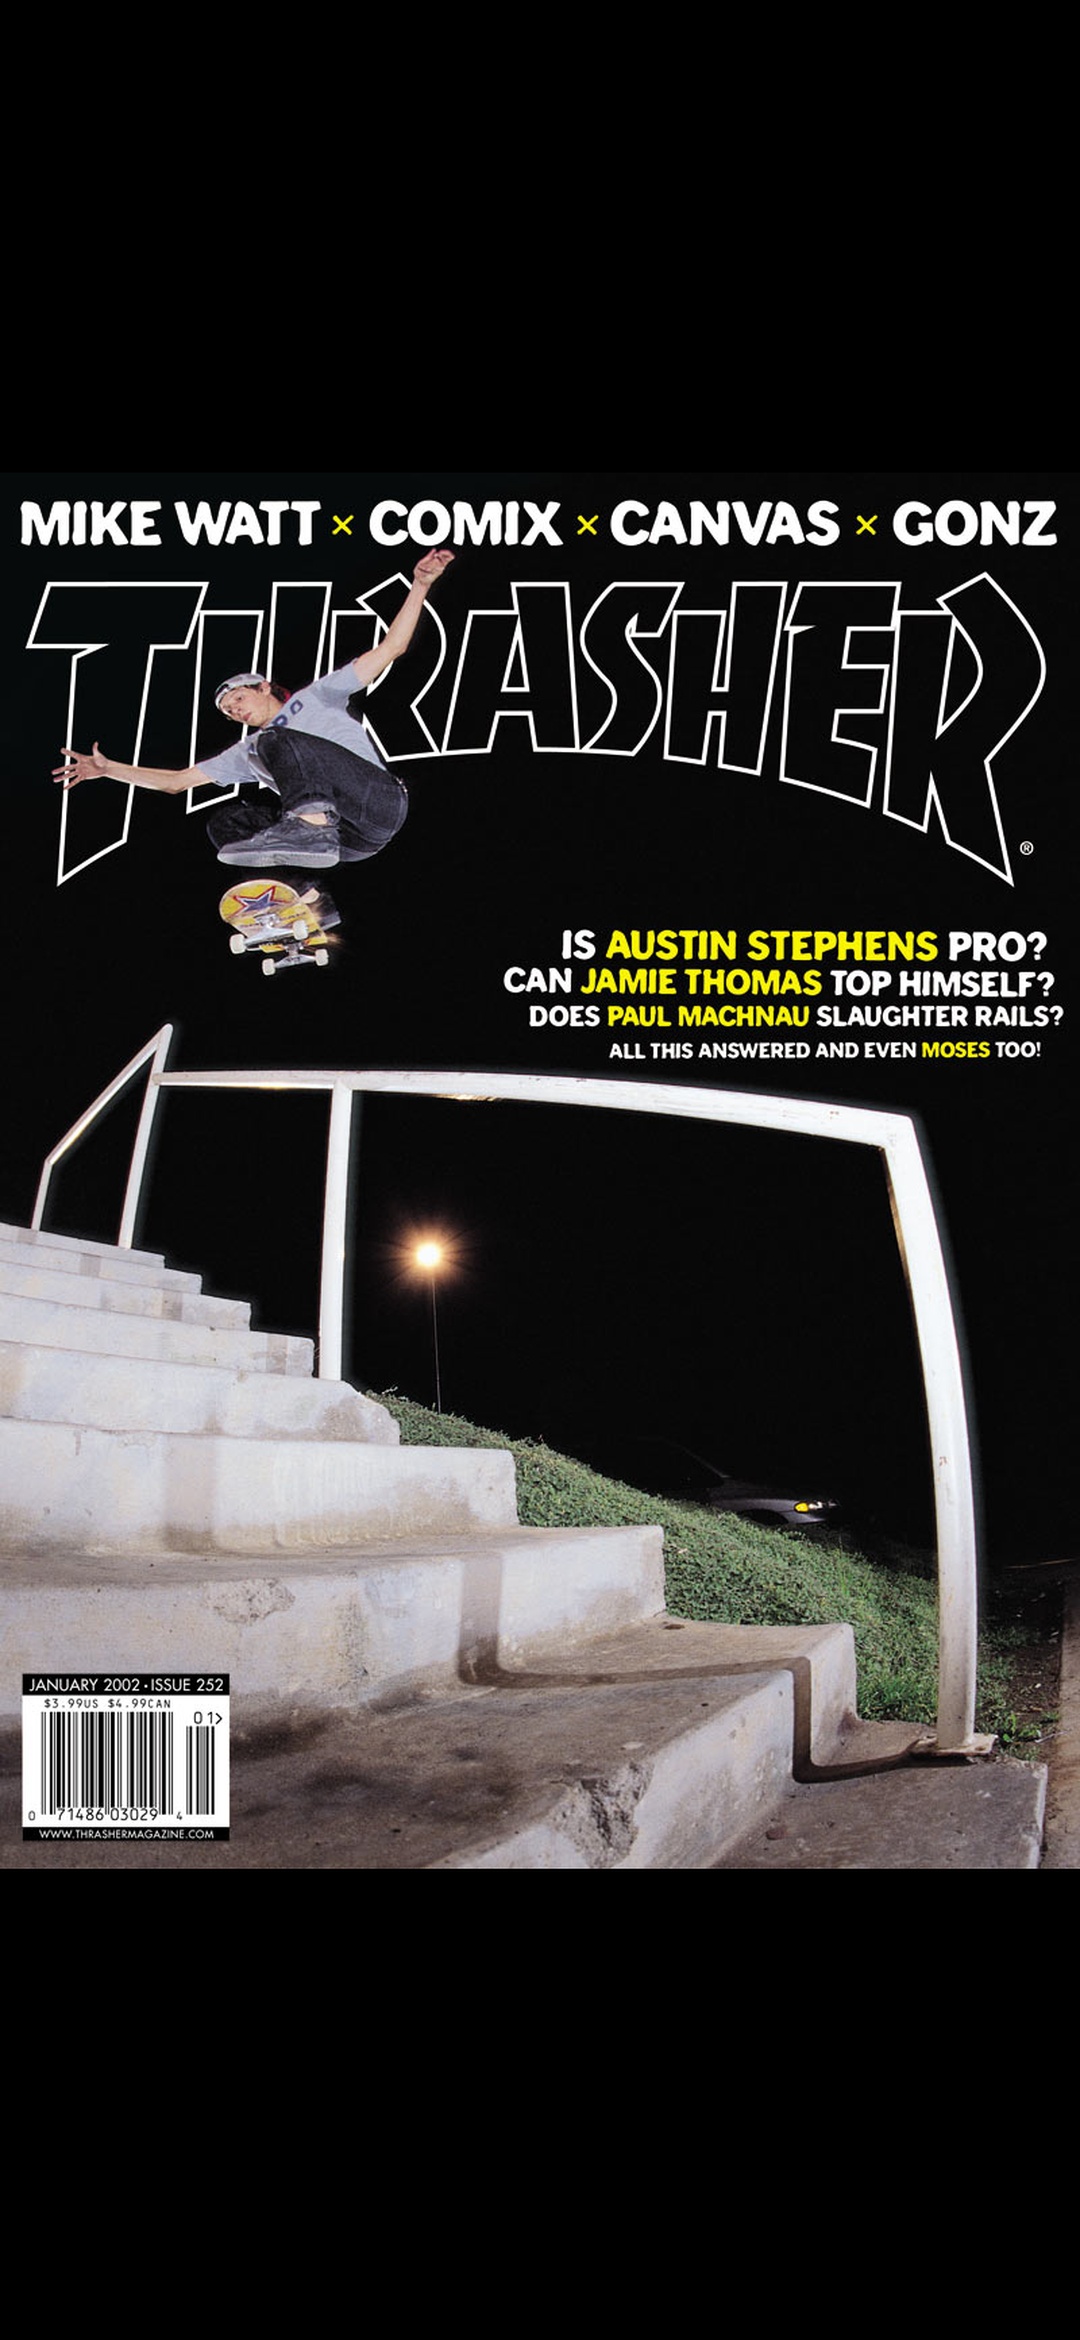 MIKE WATT × COMIX × CANVAS × GONZ
THRASHER®
IS AUSTIN STEPHENS PRO?
CAN JAMIE THOMAS TOP HIMSELF?
DOES PAUL MACHNAU SLAUGHTER RAILS?
ALL THIS ANSWERED AND EVEN MOSES TOO!
JANUARY 2002 • ISSUE 252
$3.99US $4.99CAN
01>
0 71486 03029 4
WWW.THRASHERMAGAZINE.COM